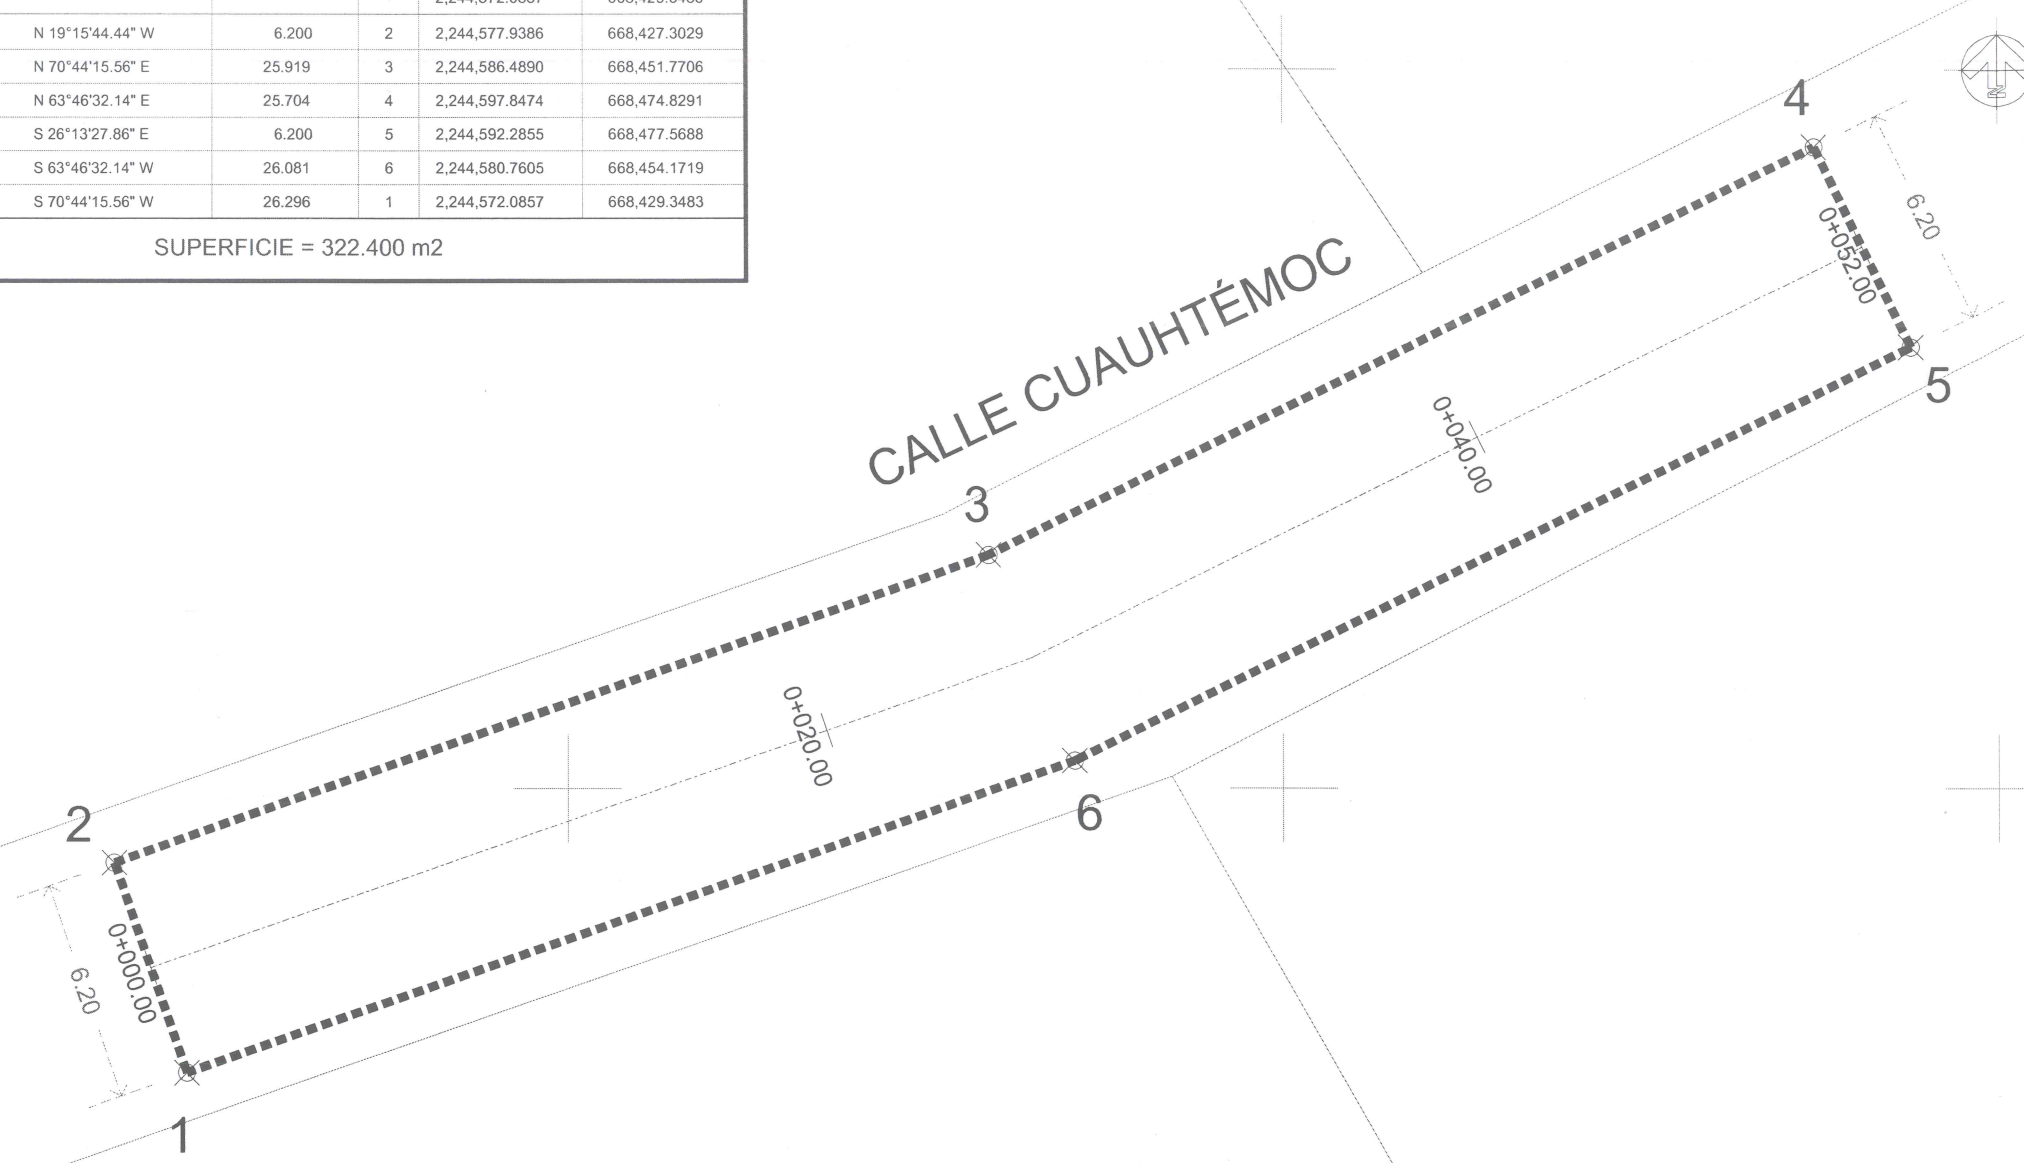 N 19°15'44.44" W 6.200 2 2,244,577.9386 668,427.3029
N 70°44'15.56" E 25.919 3 2,244,586.4890 668,451.7706
N 63°46'32.14" E 25.704 4 2,244,597.8474 668,474.8291
S 26°13'27.86" E 6.200 5 2,244,592.2855 668,477.5688
S 63°46'32.14" W 26.081 6 2,244,580.7605 668,454.1719
S 70°44'15.56" W 26.296 1 2,244,572.0857 668,429.3483
SUPERFICIE = 322.400 m2
N
4
6.20
0+052.00
CALLE CUAUHTÉMOC
5
0+040.00
3
0+020.00
6
2
0+000.00
6.20
1